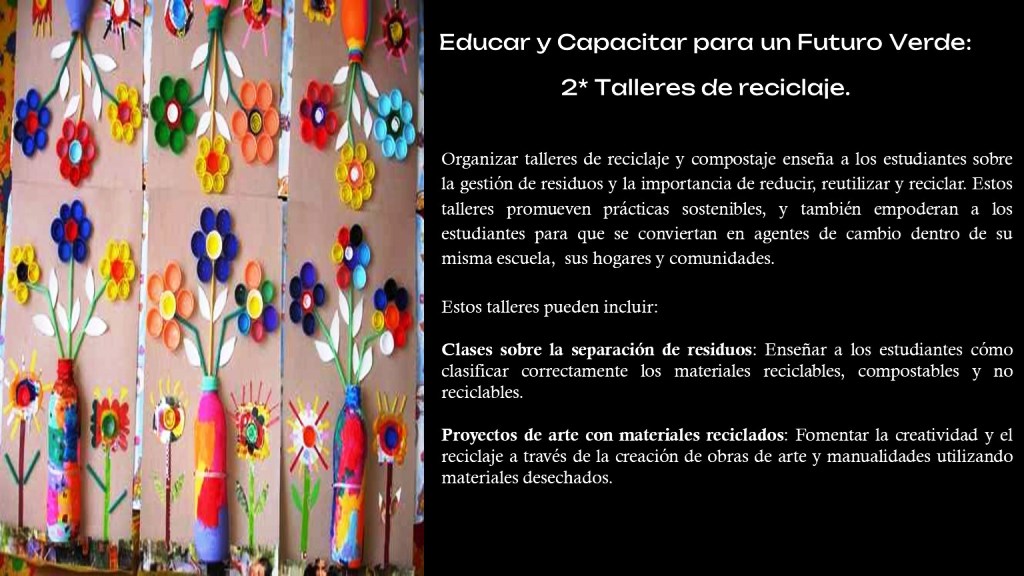 Educar y Capacitar para un Futuro Verde:
2* Talleres de reciclaje.
Organizar talleres de reciclaje y compostaje enseña a los estudiantes sobre
la gestión de residuos y la importancia de reducir, reutilizar y reciclar. Estos
talleres promueven prácticas sostenibles, y también empoderan a los
estudiantes para que se conviertan en agentes de cambio dentro de su
misma escuela, sus hogares y comunidades.
Estos talleres pueden incluir:
Clases sobre la separación de residuos: Enseñar a los estudiantes cómo
clasificar correctamente los materiales reciclables, compostables y no
reciclables.
Proyectos de arte con materiales reciclados: Fomentar la creatividad y el
reciclaje a través de la creación de obras de arte y manualidades utilizando
materiales desechados.